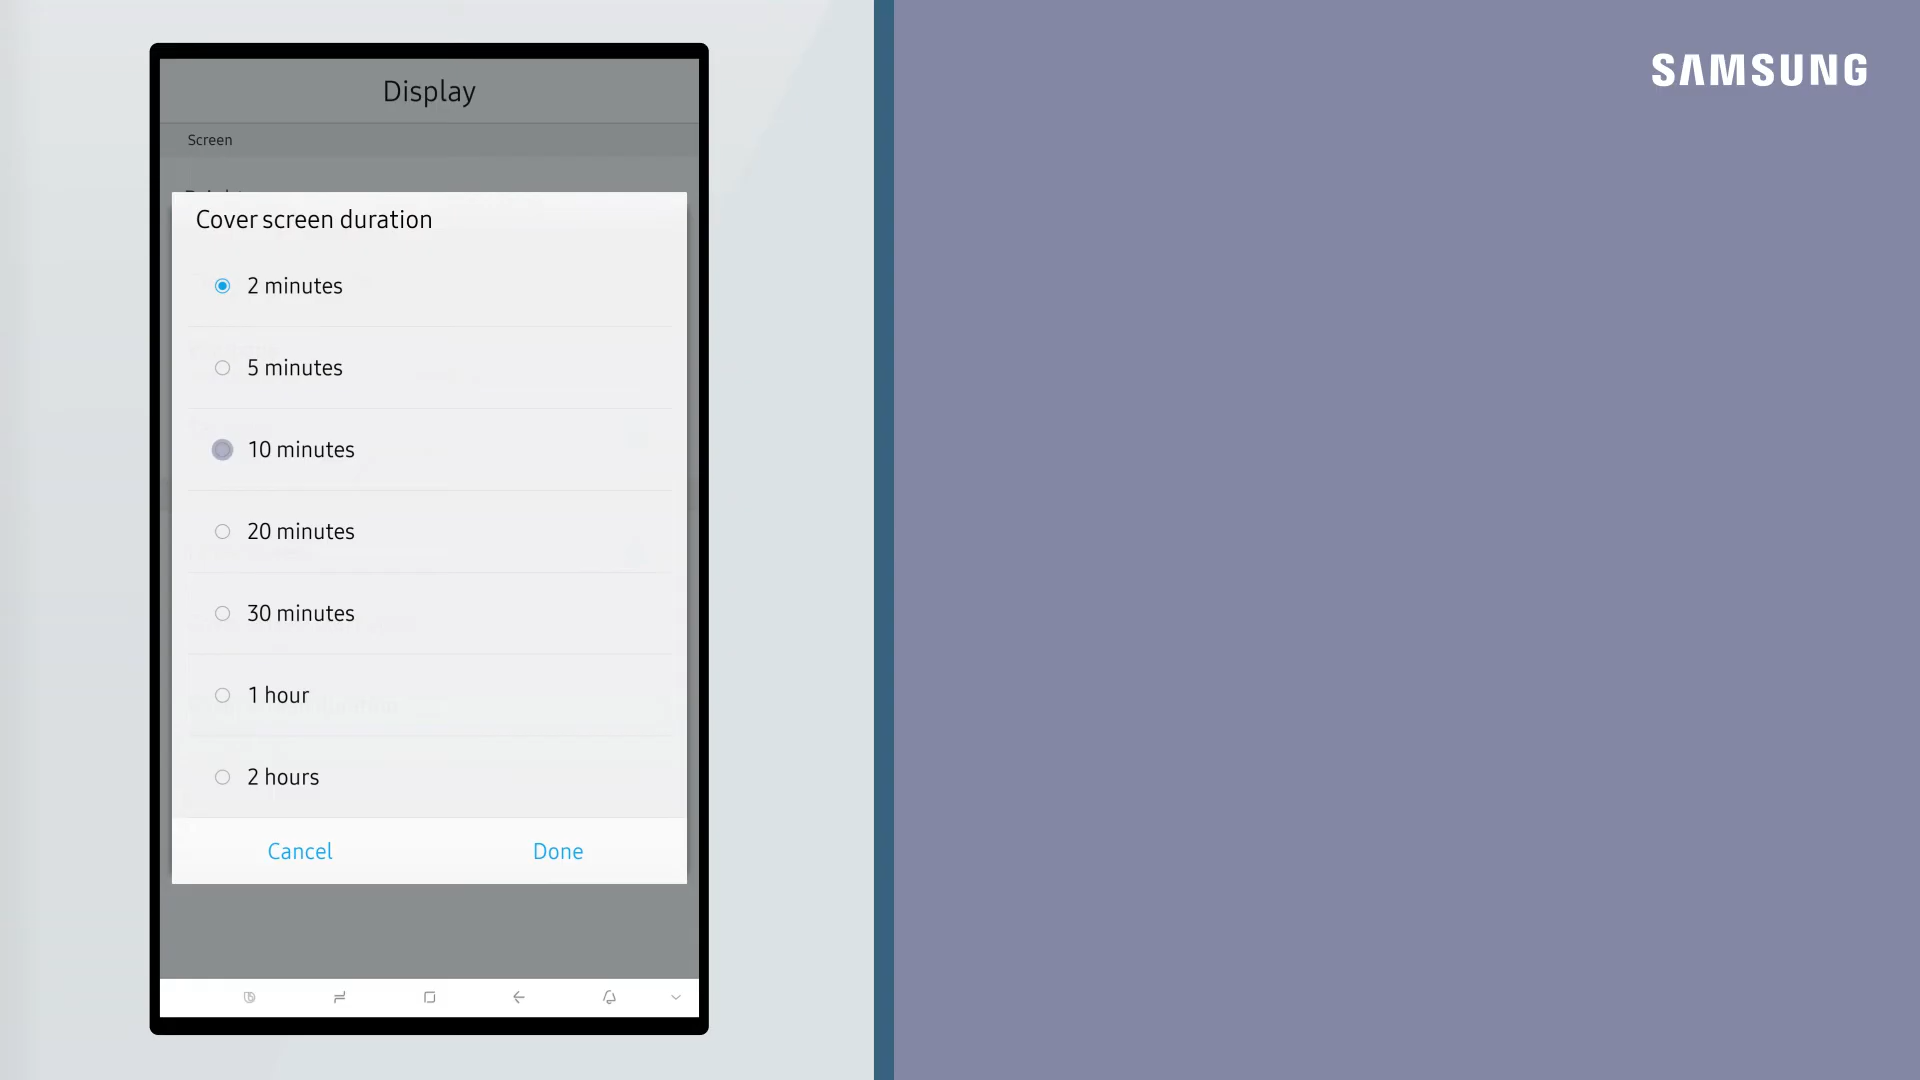 SAMSUNG
Display
Screen
Cover screen duration
2 minutes
5 minutes
10 minutes
20 minutes
30 minutes
1 hour
2 hours
Cancel
Done